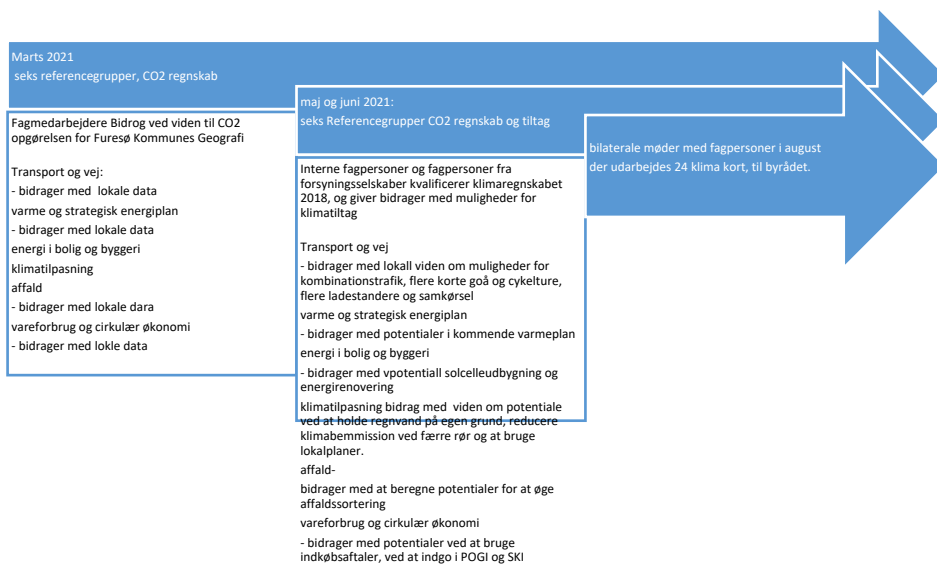 Marts 2021
seks referencegrupper, CO2 regnskab
Fagmedarbejdere Bidrog ved viden til CO2
opgørelsen for Furesø Kommunes Geografi
Transport og vej:
- bidrager med  lokale data
varme og strategisk energiplan
- bidrager med lokale data
energi i bolig og byggeri
klimatilpasning
affald
- bidrager med lokale dara
vareforbrug og cirkulær økonomi
- bidrager med lokle data
maj og juni 2021:
seks Referencegrupper CO2 regnskab og tiltag
Interne fagpersoner og fagpersoner fra
forsyningsselskaber kvalificerer klimaregnskabet
2018, og giver bidrager med muligheder for
klimatiltag
Transport og vej
- bidrager med lokall viden om muligheder for
kombinationstrafik, flere korte goå og cykelture,
flere ladestandere og samkørsel
varme og strategisk energiplan
- bidrager med potentialer i kommende varmeplan
energi i bolig og byggeri
- bidrager med vpotentiall solcelleudbygning og
energirenovering
klimatilpasning bidrag med  viden om potentiale
ved at holde regnvand på egen grund, reducere
klimabemmission ved færre rør og at bruge
lokalplaner.
affald-
bidrager med at beregne potentialer for at øge
affaldssortering
vareforbrug og cirkulær økonomi
- bidrager med potentialer ved at bruge
indkøbsaftaler, ved at indgo i POGI og SKI
bilaterale møder med fagpersoner i august
der udarbejdes 24 klima kort, til byrådet.